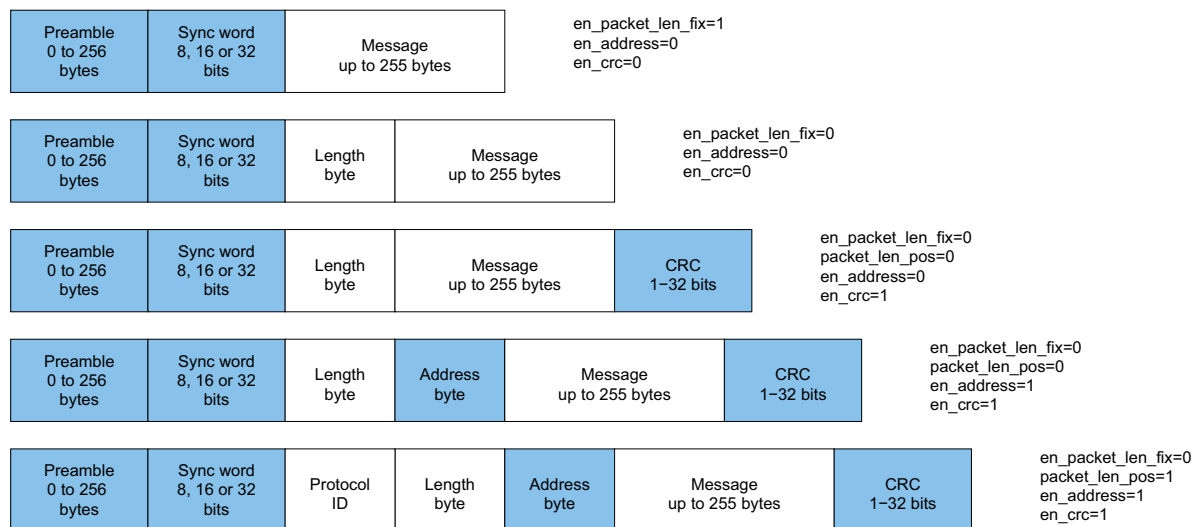 Preamble
0 to 256
bytes
Sync word
8, 16 or 32
bits
Message
up to 255 bytes
en_packet_len_fix=1
en_address=0
en_crc=0
Preamble
0 to 256
bytes
Sync word
8, 16 or 32
bits
Length
byte
Message
up to 255 bytes
en_packet_len_fix=0
en_address=0
en_crc=0
Preamble
0 to 256
bytes
Sync word
8, 16 or 32
bits
Length
byte
Message
up to 255 bytes
CRC
1−32 bits
en_packet_len_fix=0
packet_len_pos=0
en_address=0
en_crc=1
Preamble
0 to 256
bytes
Sync word
8, 16 or 32
bits
Length
byte
Address
byte
Message
up to 255 bytes
CRC
1−32 bits
en_packet_len_fix=0
packet_len_pos=0
en_address=1
en_crc=1
Preamble
0 to 256
bytes
Sync word
8, 16 or 32
bits
Protocol
ID
Length
byte
Address
byte
Message
up to 255 bytes
CRC
1−32 bits
en_packet_len_fix=0
packet_len_pos=1
en_address=1
en_crc=1